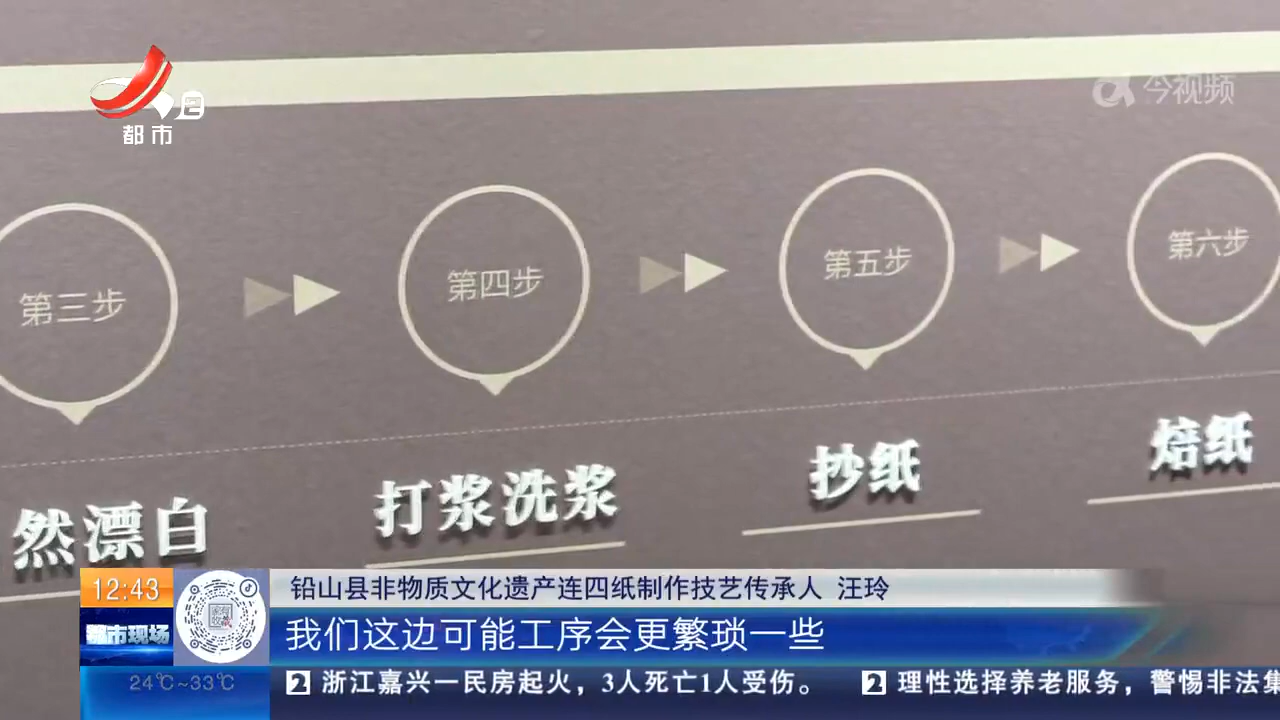 都市
今视频
第三步
第四步
第五步
第六步
然漂白
打浆洗浆
抄纸
焙纸
12:43
都市现场
24℃~33℃
铅山县非物质文化遗产连四纸制作技艺传承人 汪玲
我们这边可能工序会更繁琐一些
2 浙江嘉兴一民房起火，3人死亡1人受伤。 2 理性选择养老服务，警惕非法集